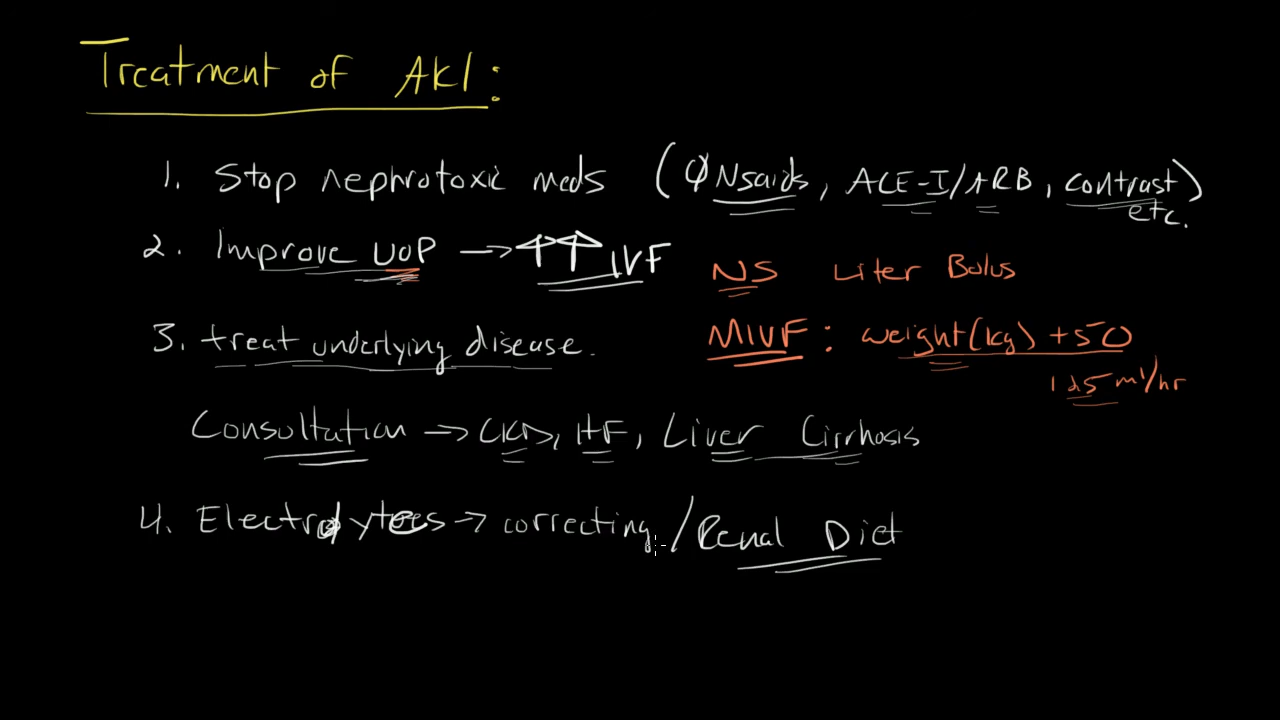 Treatment of AKI:
1. Stop nephrotoxic meds (∅ Nsaids, ACE-I/ARB, contrast)
etc.
2. Improve UOP → ↑↑ IVF
NS Liter Bolus
3. treat underlying disease.
MIVF: weight(kg) +50
125 ml/hr
Consultation → CKD, HF, Liver Cirrhosis
4. Electrolytes → correcting/Renal Diet